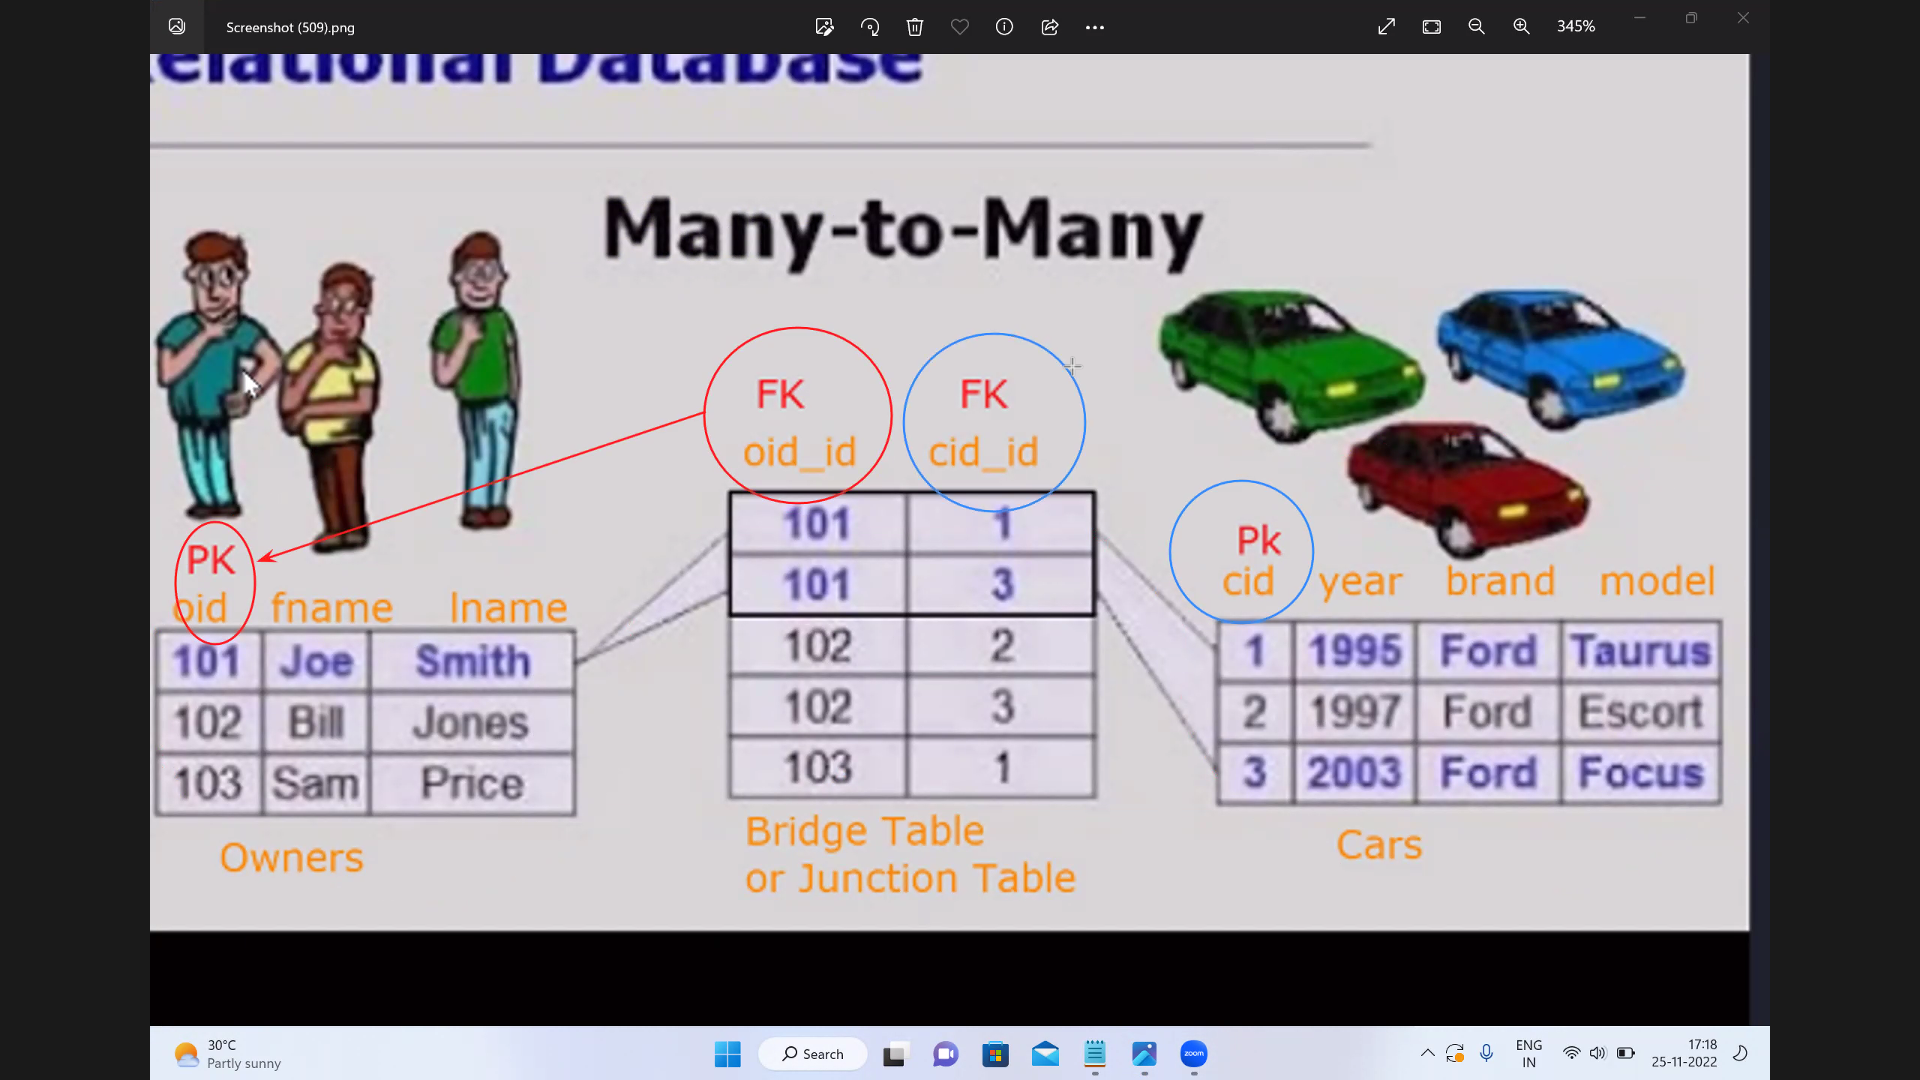 Screenshot (509).png
345%
Relational Database
Many-to-Many
FK FK
oid_id cid_id
PK
oid fname lname
Pk
cid year brand model
101 1
101 3
102 2
102 3
103 1
101 Joe Smith
102 Bill Jones
103 Sam Price
1 1995 Ford Taurus
2 1997 Ford Escort
3 2003 Ford Focus
Owners
Bridge Table
or Junction Table
Cars
30°C
Partly sunny
Search
zoom
ENG
IN
17:18
25-11-2022